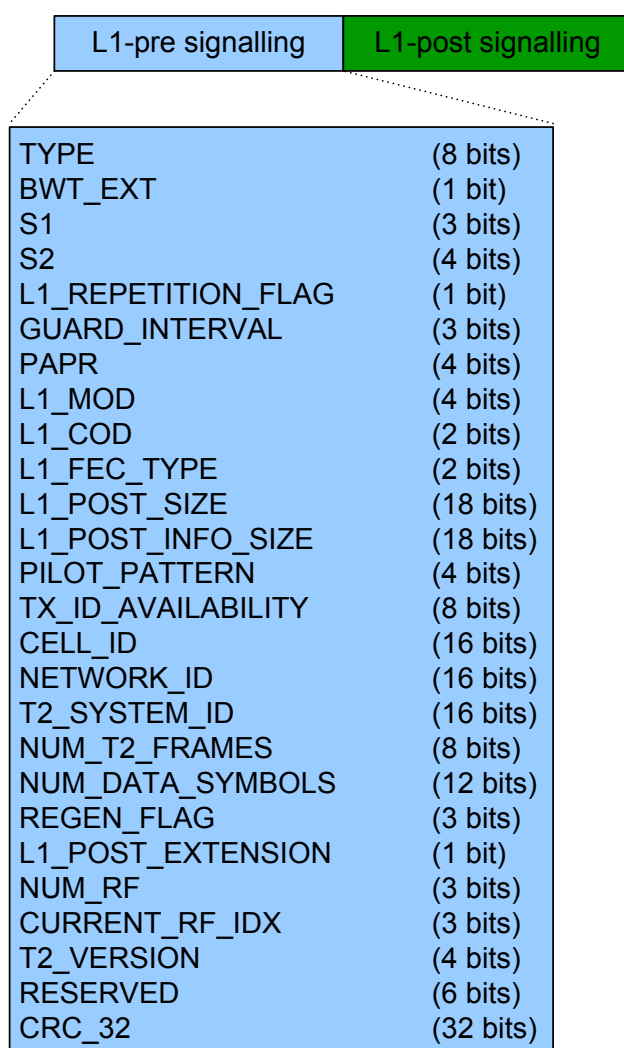 L1-pre signalling L1-post signalling
TYPE (8 bits)
BWT_EXT (1 bit)
S1 (3 bits)
S2 (4 bits)
L1_REPETITION_FLAG (1 bit)
GUARD_INTERVAL (3 bits)
PAPR (4 bits)
L1_MOD (4 bits)
L1_COD (2 bits)
L1_FEC_TYPE (2 bits)
L1_POST_SIZE (18 bits)
L1_POST_INFO_SIZE (18 bits)
PILOT_PATTERN (4 bits)
TX_ID_AVAILABILITY (8 bits)
CELL_ID (16 bits)
NETWORK_ID (16 bits)
T2_SYSTEM_ID (16 bits)
NUM_T2_FRAMES (8 bits)
NUM_DATA_SYMBOLS (12 bits)
REGEN_FLAG (3 bits)
L1_POST_EXTENSION (1 bit)
NUM_RF (3 bits)
CURRENT_RF_IDX (3 bits)
T2_VERSION (4 bits)
RESERVED (6 bits)
CRC_32 (32 bits)